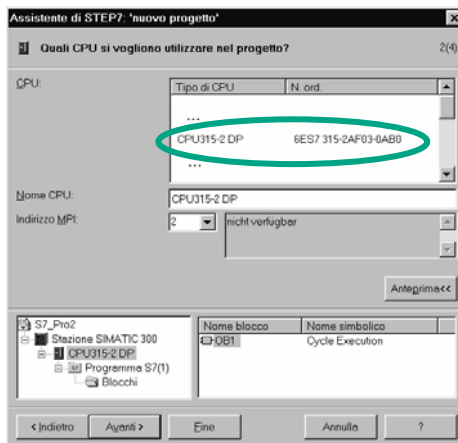 Assistente di STEP7: 'nuovo progetto'
Quali CPU si vogliono utilizzare nel progetto? 2(4)
CPU: Tipo di CPU N. ord.
...
CPU315-2 DP 6ES7 315-2AF03-0AB0
...
Nome CPU: CPU315-2 DP
Indirizzo MPI: 2 nicht verfügbar
Anteprima<<
S7_Pro2 Nome blocco Nome simbolico
Stazione SIMATIC 300 OB1 Cycle Execution
CPU315-2 DP
Programma S7(1)
Blocchi
<Indietro Avanti > Fine Annulla ?